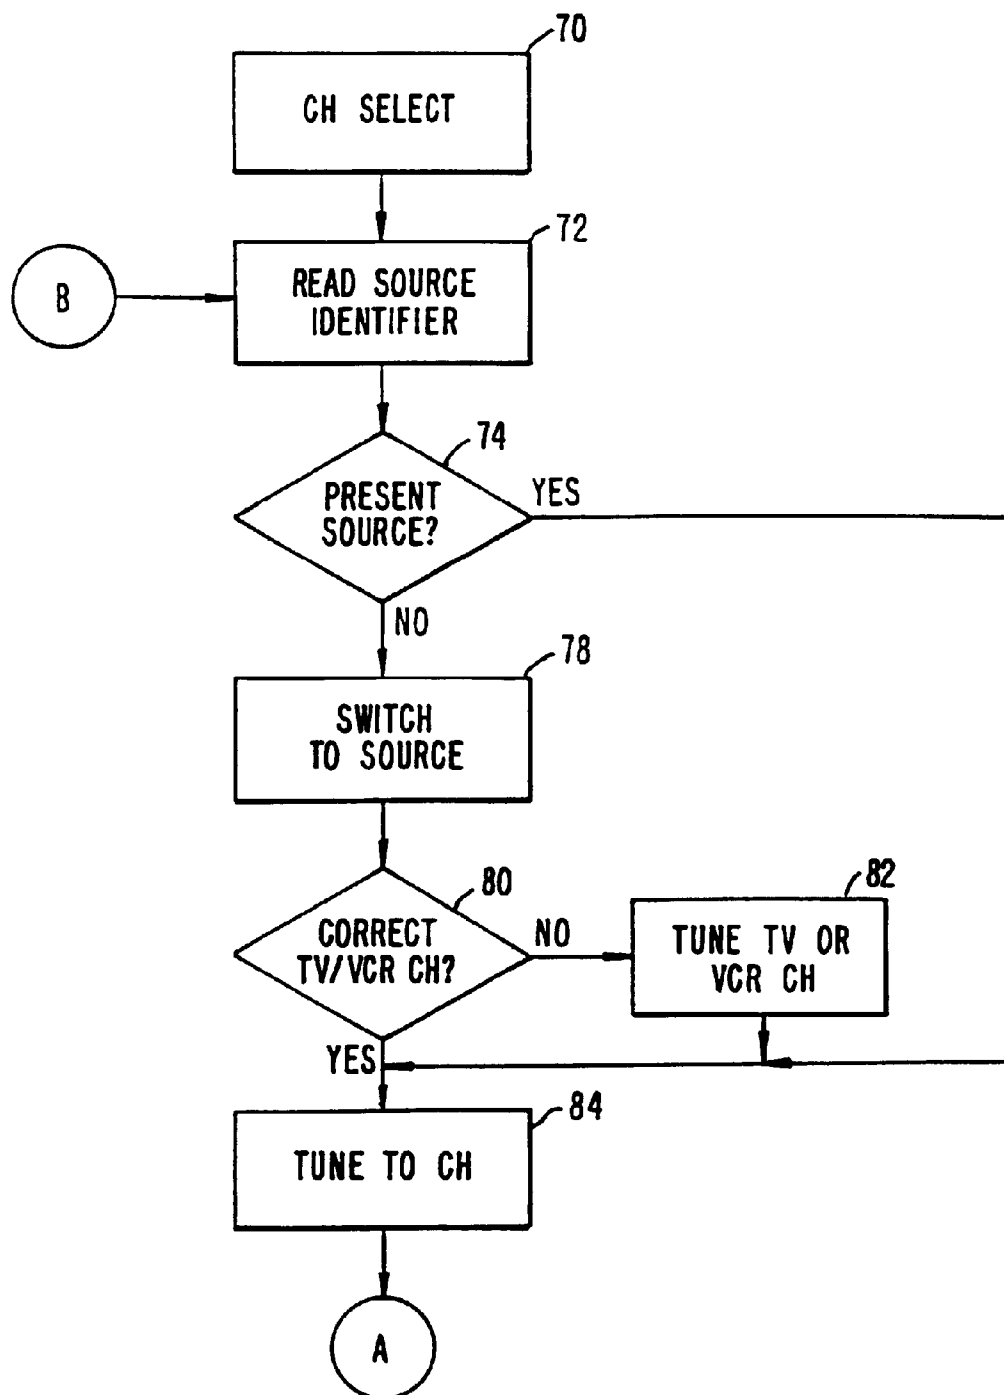 70
CH SELECT
72
B
READ SOURCE
IDENTIFIER
74
PRESENT
SOURCE?
YES
NO
78
SWITCH
TO SOURCE
80
CORRECT
TV/VCR CH?
NO
82
TUNE TV OR
VCR CH
YES
84
TUNE TO CH
A